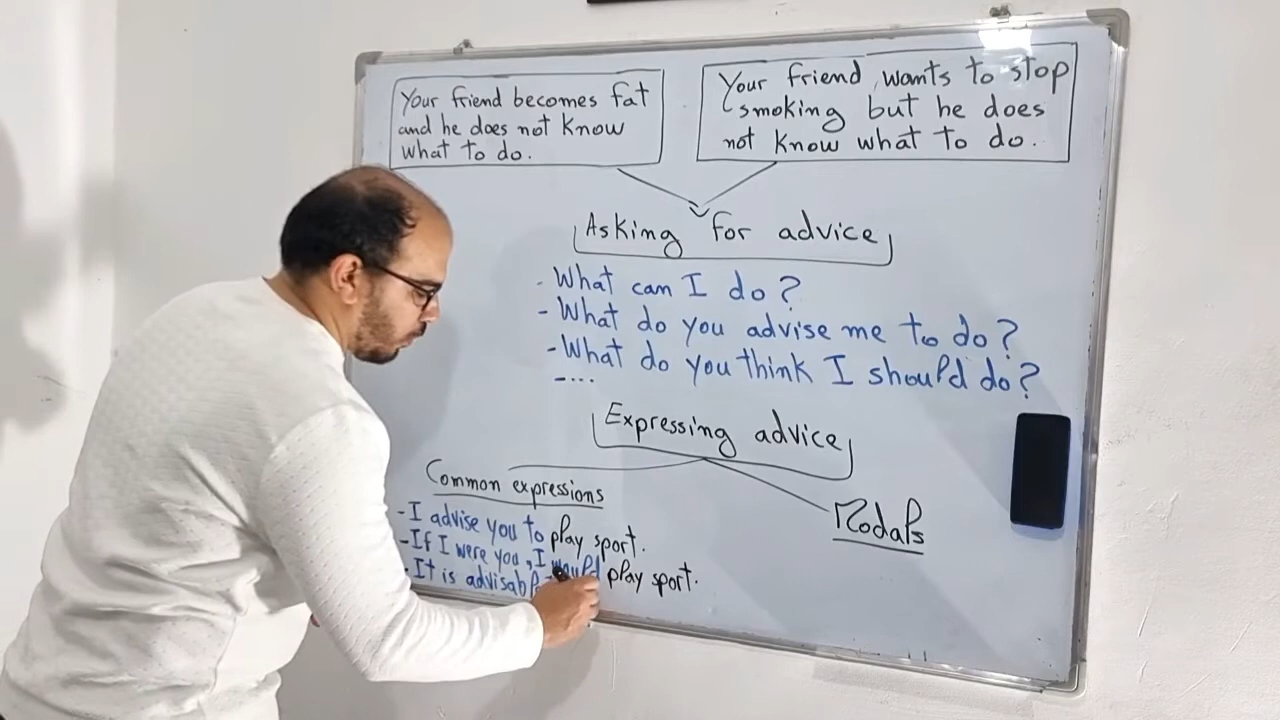 Your friend becomes fat
and he does not know
what to do.
Your friend wants to stop
smoking but he does
not know what to do.
Asking for advice
- What can I do?
- What do you advise me to do?
- What do you think I should do?
-....
Expressing advice
Common expressions
- I advise you to play sport.
- If I were you, I would play sport.
- It is
Modals